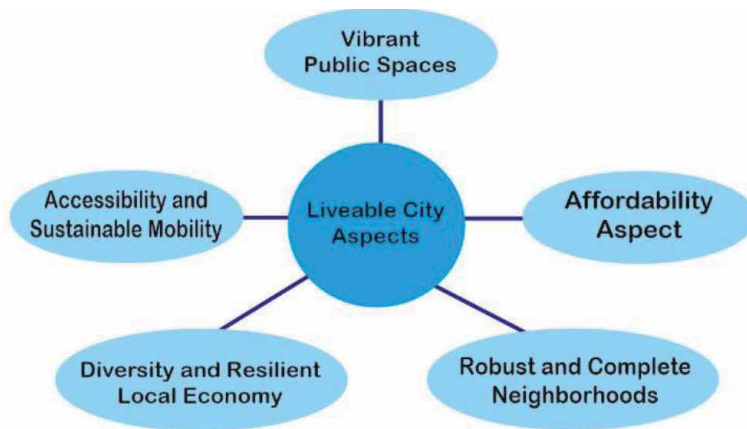 Vibrant
Public Spaces
Accessibility and
Sustainable Mobility
Liveable City
Aspects
Affordability
Aspect
Diversity and Resilient
Local Economy
Robust and Complete
Neighborhoods